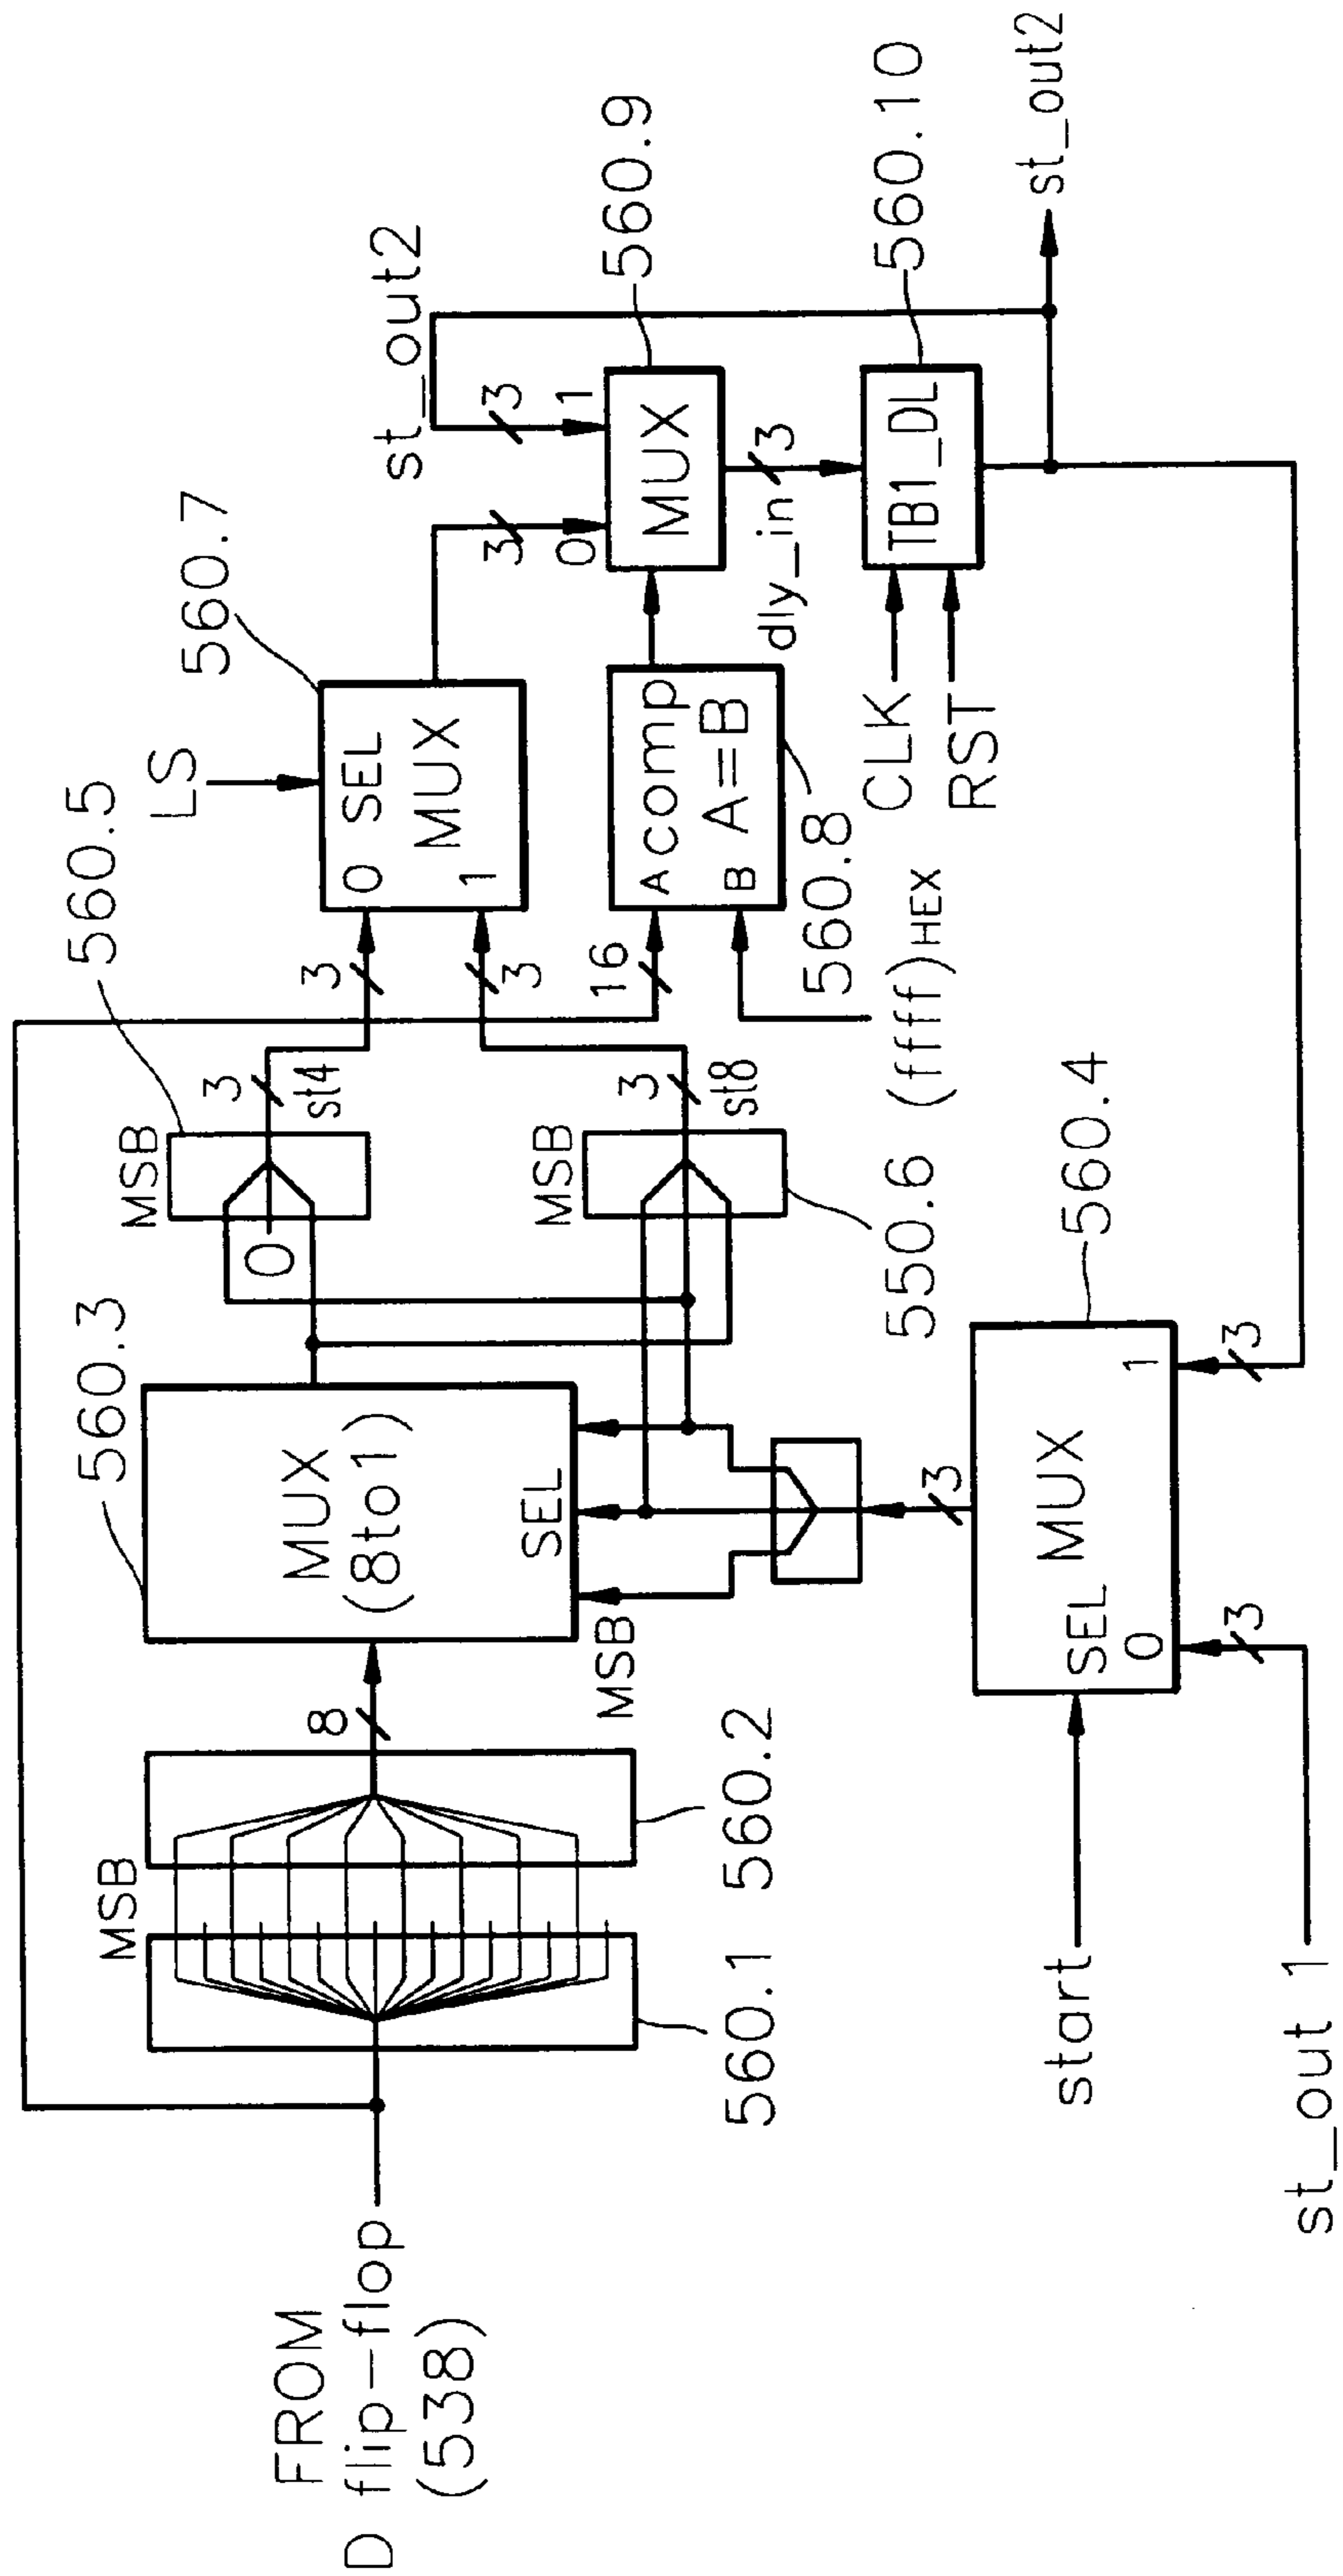 FROM
D flip-flop
(538)
MSB
560.1
560.2
8
560.3
MUX
(8to1)
SEL
MSB
MSB
0
560.5
3
st4
MSB
3
st8
550.6
LS
560.7
3
0 SEL
MUX
1
3
16
A comp
B A=B
560.8
(ffff)HEX
st_out2
3
0
3
1
MUX
560.9
dly_in
3
TB1_DL
560.10
CLK
RST
st_out2
start
st_out 1
SEL
0
MUX
1
560.4
3
3
3